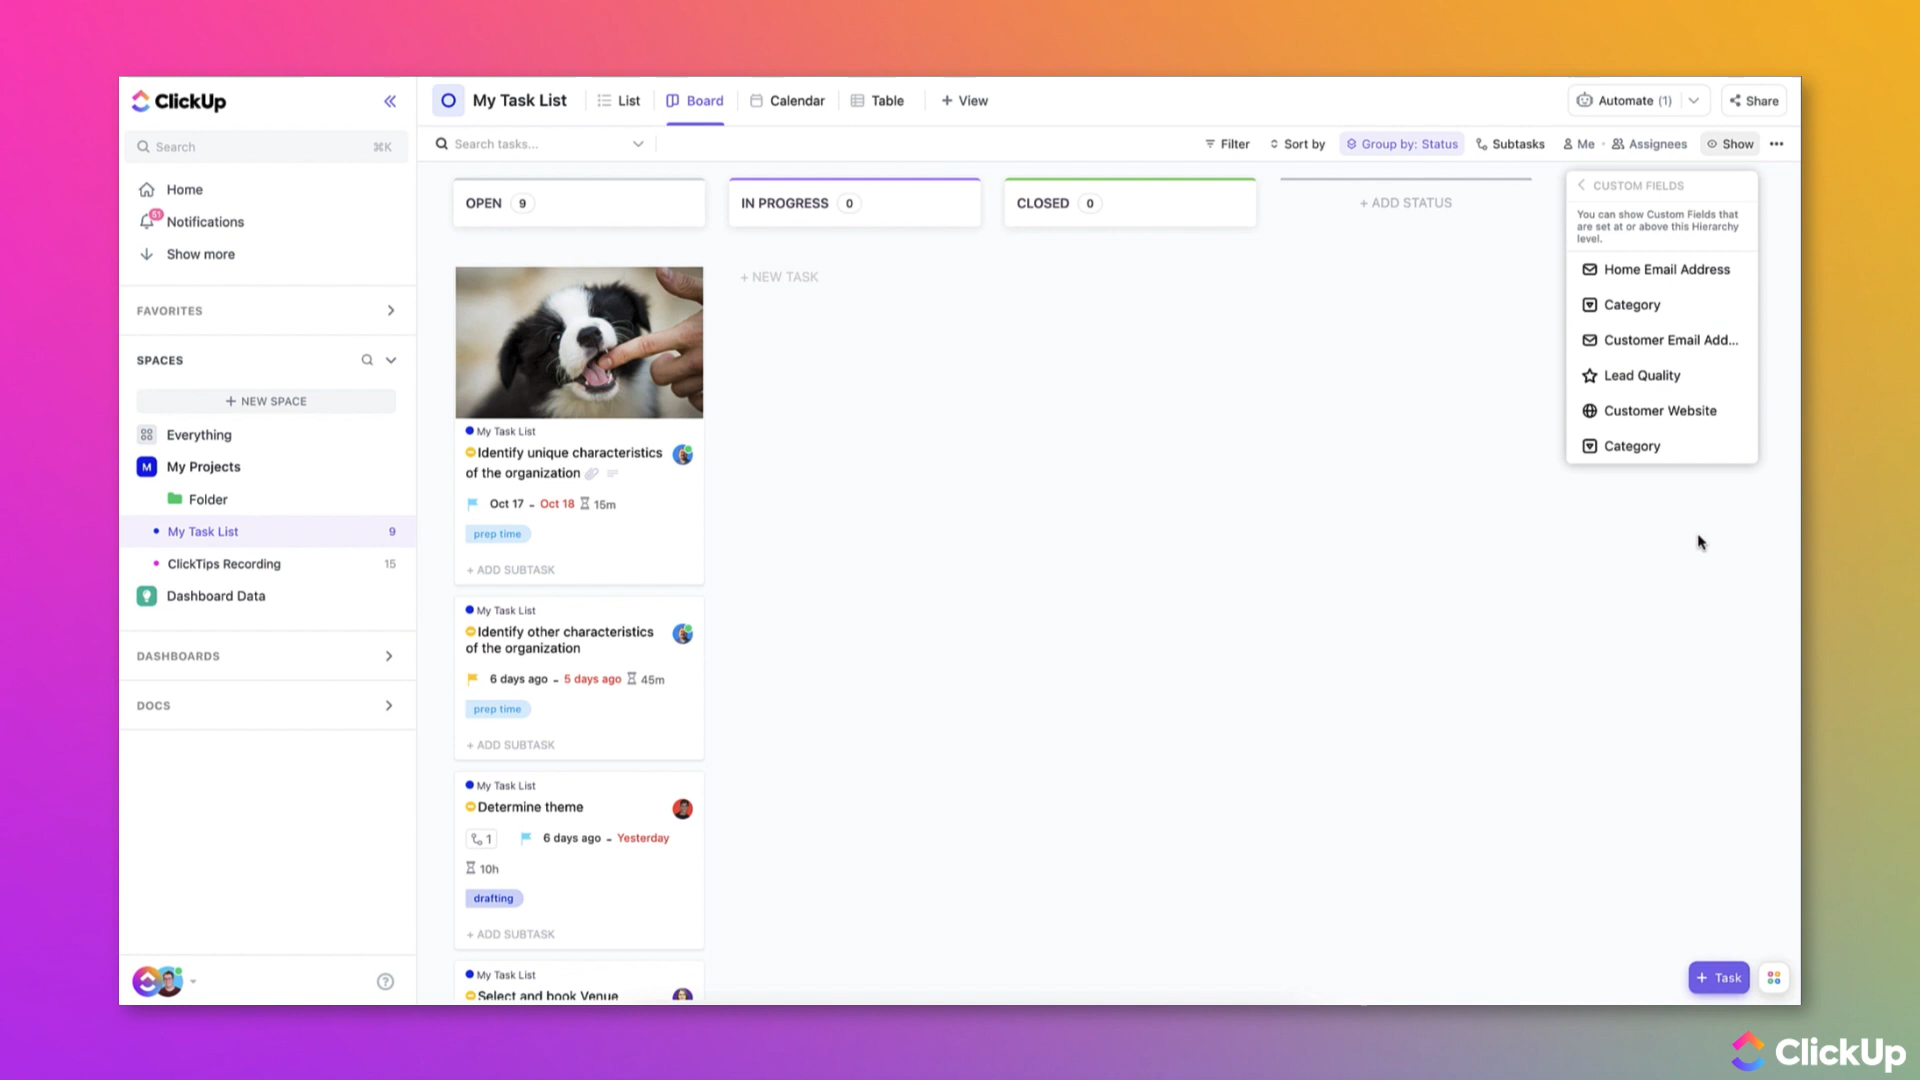 ClickUp
Search ⌘K
Home
51
Notifications
Show more
FAVORITES
SPACES
+ NEW SPACE
Everything
M My Projects
Folder
My Task List 9
ClickTips Recording 15
Dashboard Data
DASHBOARDS
DOCS
My Task List List Board Calendar Table + View
Automate (1) Share
Search tasks...
Filter Sort by Group by: Status Subtasks Me Assignees Show
OPEN 9
IN PROGRESS 0
CLOSED 0
+ ADD STATUS
+ NEW TASK
My Task List
Identify unique characteristics
of the organization
Oct 17 - Oct 18 15m
prep time
+ ADD SUBTASK
My Task List
Identify other characteristics
of the organization
6 days ago - 5 days ago 45m
prep time
+ ADD SUBTASK
My Task List
Determine theme
1 6 days ago - Yesterday
10h
drafting
+ ADD SUBTASK
My Task List
Select and book Venue
CUSTOM FIELDS
You can show Custom Fields that
are set at or above this Hierarchy
level.
Home Email Address
Category
Customer Email Add...
Lead Quality
Customer Website
Category
+ Task
ClickUp